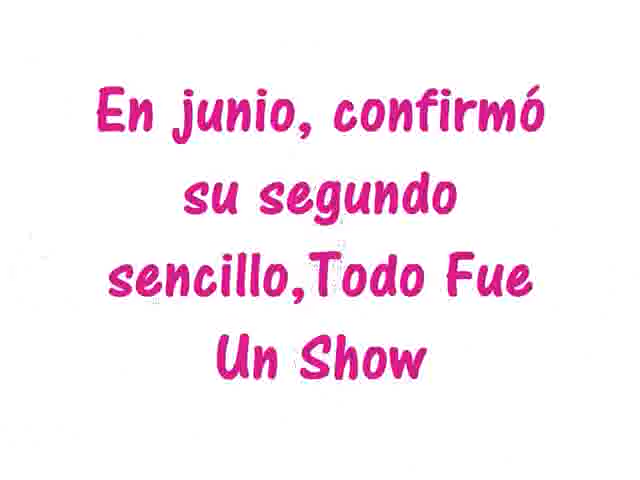 En junio, confirmó
su segundo
sencillo,Todo Fue
Un Show